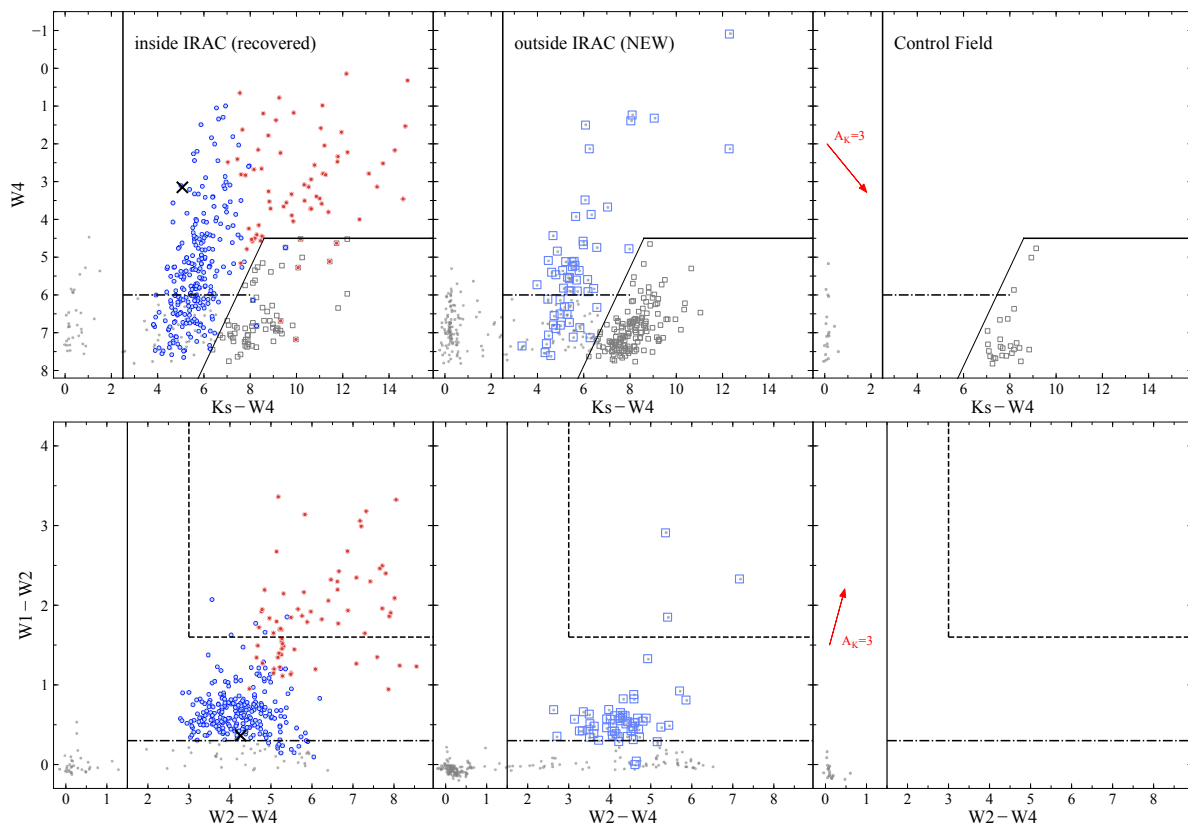 inside IRAC (recovered)
outside IRAC (NEW)
Control Field
−1
0
1
2
3
4
5
6
7
8
W4
A_K=3
0 2 4 6 8 10 12 14
0 2 4 6 8 10 12 14
0 2 4 6 8 10 12 14
Ks − W4
Ks − W4
Ks − W4
4
3
2
1
0
W1 − W2
A_K=3
0 1 2 3 4 5 6 7 8
0 1 2 3 4 5 6 7 8
0 1 2 3 4 5 6 7 8
W2 − W4
W2 − W4
W2 − W4